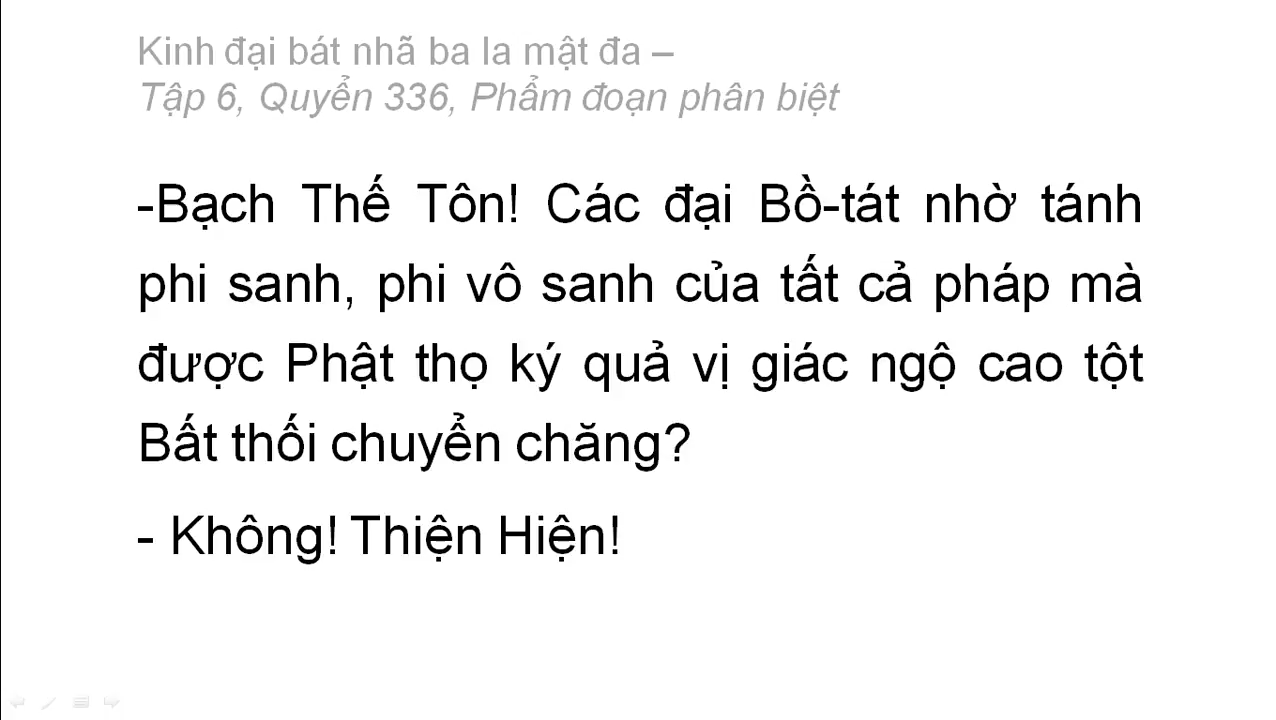 Kinh đại bát nhã ba la mật đa –
Tập 6, Quyển 336, Phẩm đoạn phân biệt
-Bạch Thế Tôn! Các đại Bồ-tát nhờ tánh
phi sanh, phi vô sanh của tất cả pháp mà
được Phật thọ ký quả vị giác ngộ cao tột
Bất thối chuyển chăng?
- Không! Thiện Hiện!